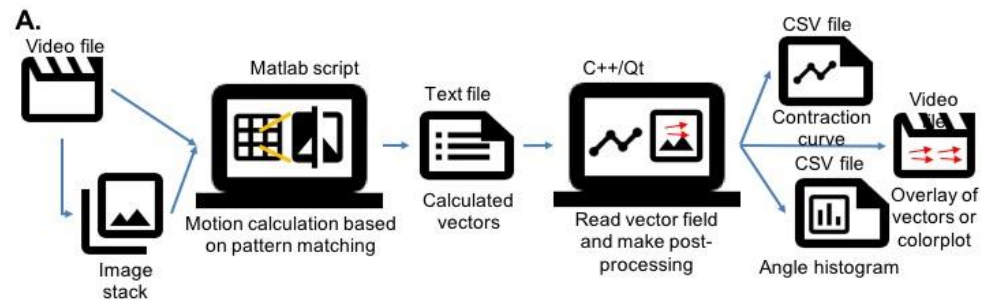 A.
Video file
Image
stack
Matlab script
Motion calculation based
on pattern matching
Text file
Calculated
vectors
C++/Qt
Read vector field
and make post-
processing
CSV file
Contraction
curve
CSV file
Angle histogram
Video
file
Overlay of
vectors or
colorplot